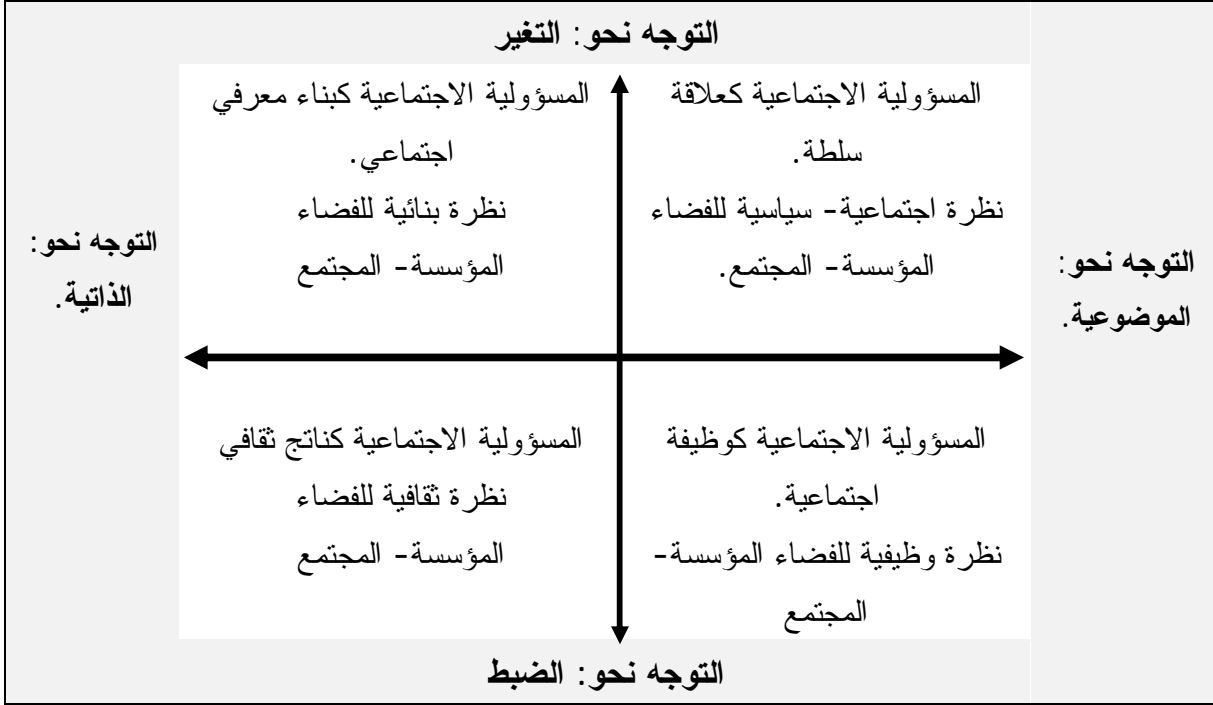 التوجه نحو: التغير
المسؤولية الاجتماعية كعلاقة
سلطة.
نظرة اجتماعية- سياسية للفضاء
المؤسسة- المجتمع.
المسؤولية الاجتماعية كبناء معرفي
اجتماعي.
نظرة بنائية للفضاء
المؤسسة- المجتمع
التوجه نحو:
الموضوعية.
التوجه نحو:
الذاتية.
المسؤولية الاجتماعية كوظيفة
اجتماعية.
نظرة وظيفية للفضاء المؤسسة-
المجتمع
المسؤولية الاجتماعية كناتج ثقافي
نظرة ثقافية للفضاء
المؤسسة- المجتمع
التوجه نحو: الضبط